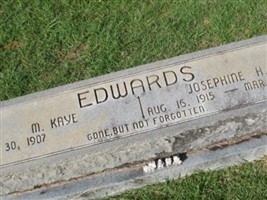 EDWARDS
M. KAYE
30, 1907
JOSEPHINE H
AUG 16, 1915 –
MAR
GONE, BUT NOT FORGOTTEN